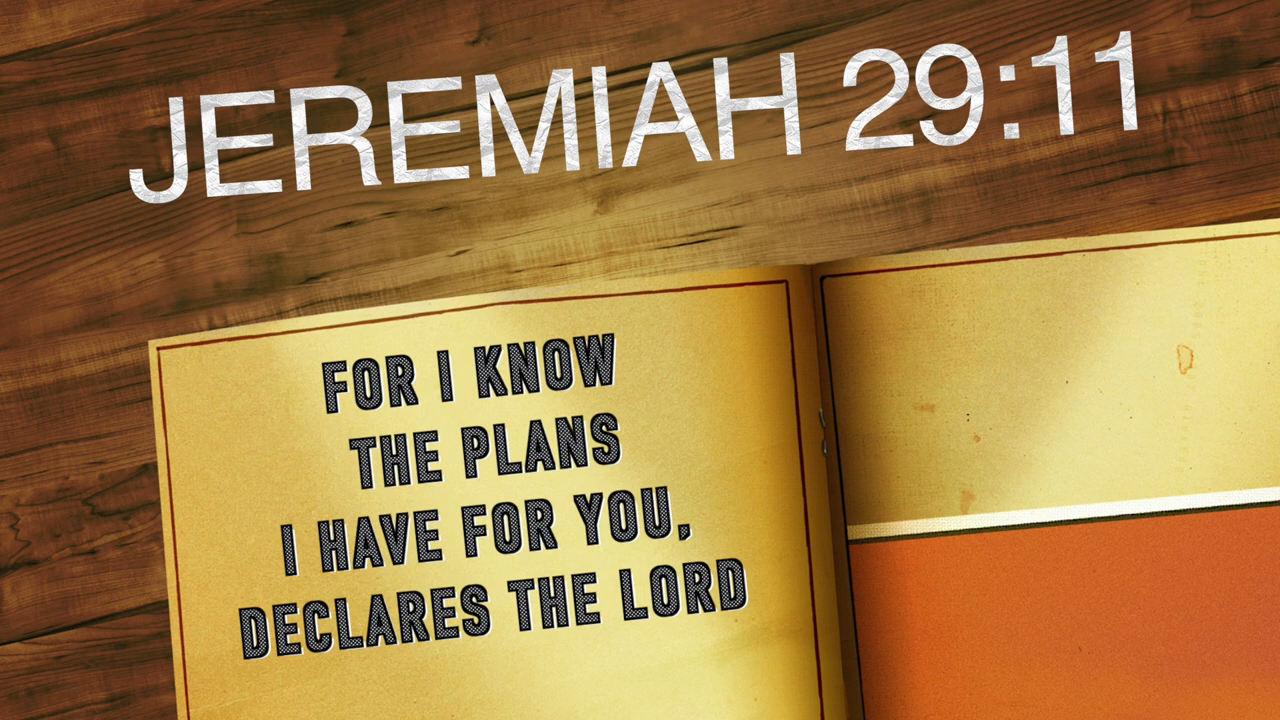 JEREMIAH 29:11
FOR I KNOW
THE PLANS
I HAVE FOR YOU,
DECLARES THE LORD